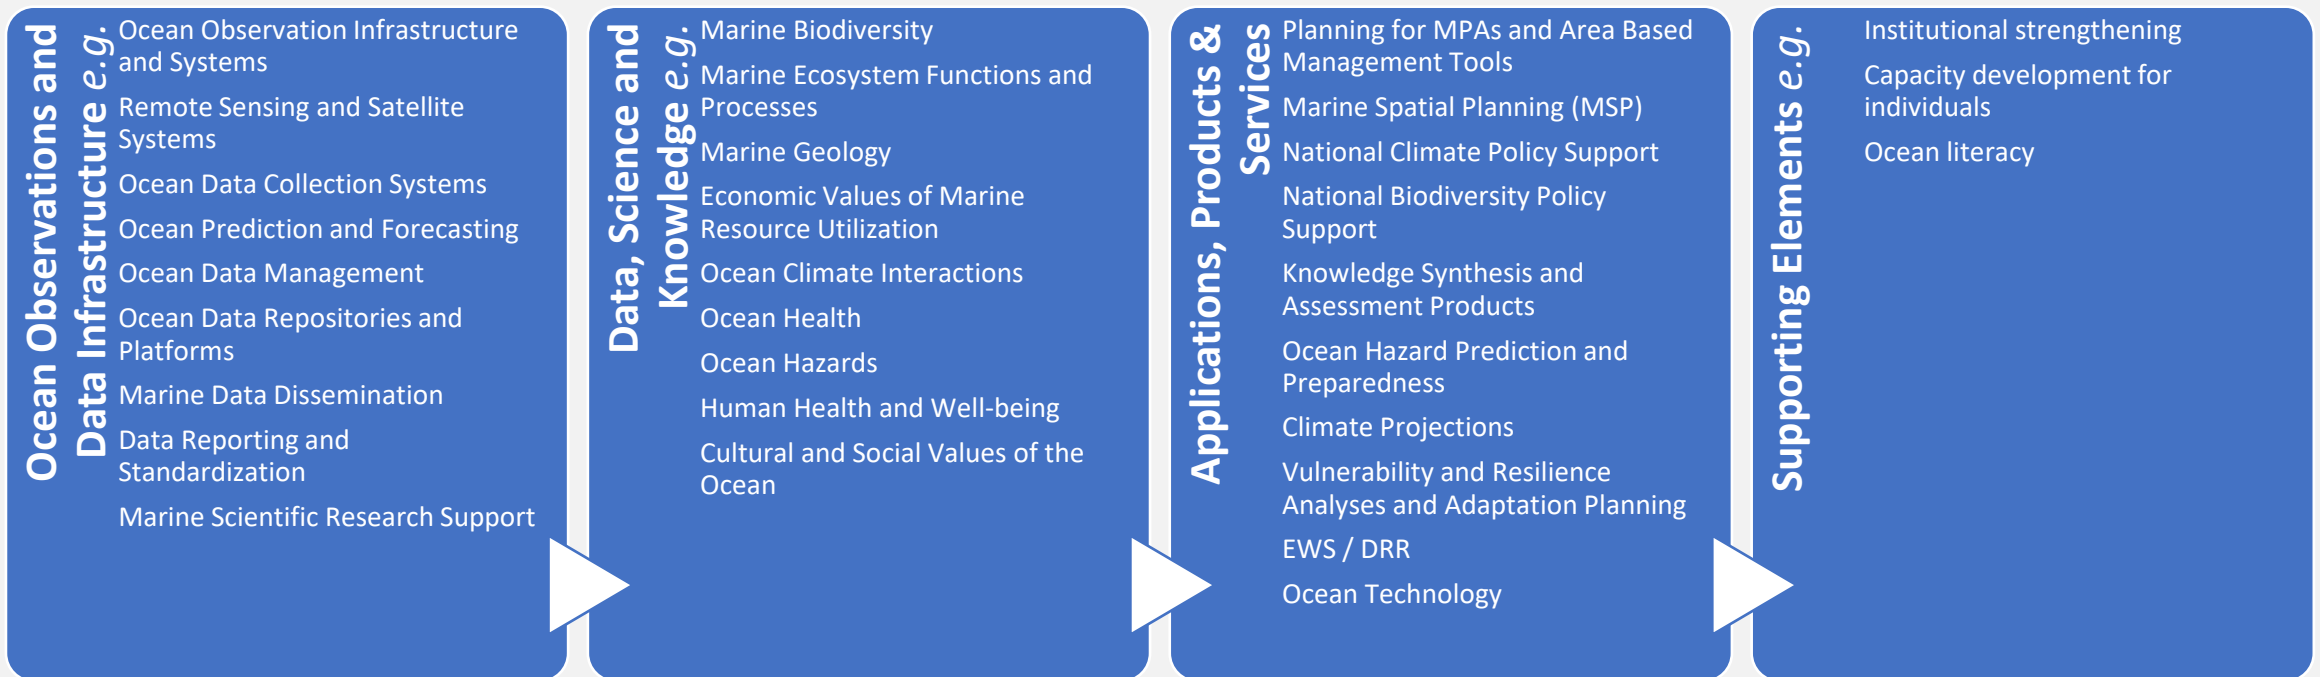 Ocean Observations and
Data Infrastructure e.g.
Ocean Observation Infrastructure
and Systems
Remote Sensing and Satellite
Systems
Ocean Data Collection Systems
Ocean Prediction and Forecasting
Ocean Data Management
Ocean Data Repositories and
Platforms
Marine Data Dissemination
Data Reporting and
Standardization
Marine Scientific Research Support
Data, Science and
Knowledge e.g.
Marine Biodiversity
Marine Ecosystem Functions and
Processes
Marine Geology
Economic Values of Marine
Resource Utilization
Ocean Climate Interactions
Ocean Health
Ocean Hazards
Human Health and Well-being
Cultural and Social Values of the
Ocean
Applications, Products &
Services
Planning for MPAs and Area Based
Management Tools
Marine Spatial Planning (MSP)
National Climate Policy Support
National Biodiversity Policy
Support
Knowledge Synthesis and
Assessment Products
Ocean Hazard Prediction and
Preparedness
Climate Projections
Vulnerability and Resilience
Analyses and Adaptation Planning
EWS / DRR
Ocean Technology
Supporting Elements e.g.
Institutional strengthening
Capacity development for
individuals
Ocean literacy